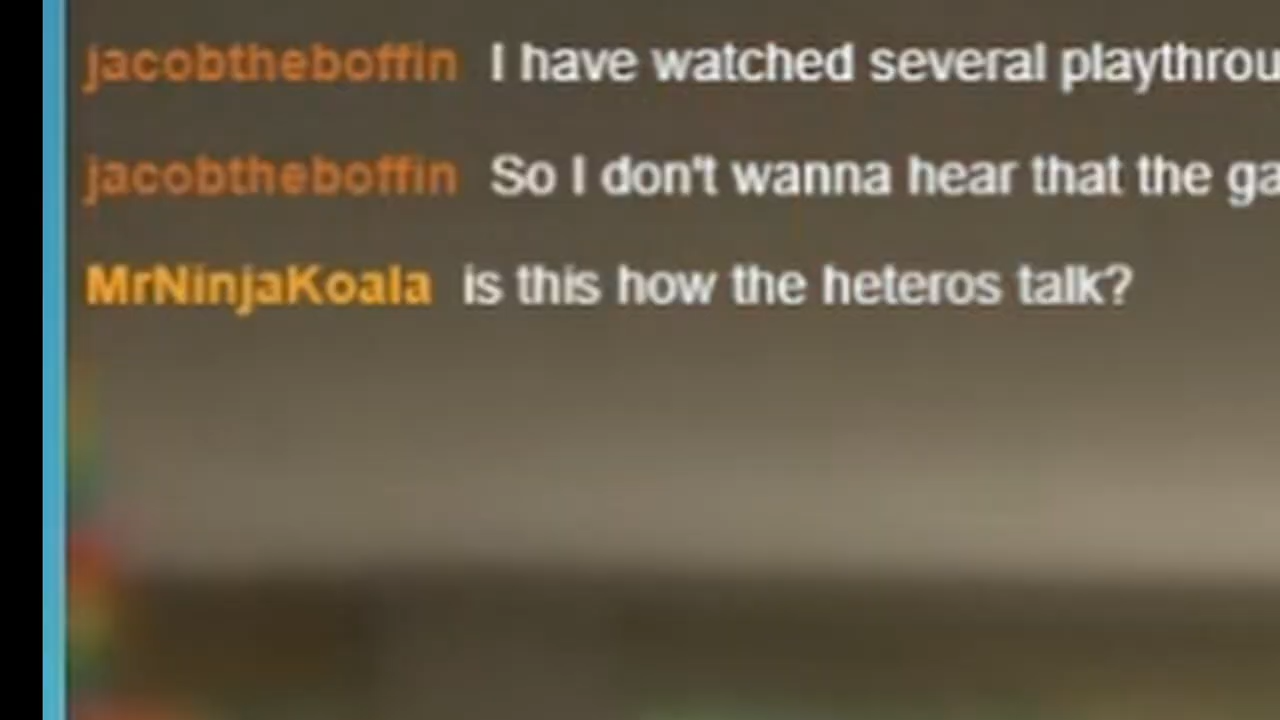 jacobtheboffin I have watched several playthrou
jacobtheboffin So I don't wanna hear that the ga
MrNinjaKoala is this how the heteros talk?